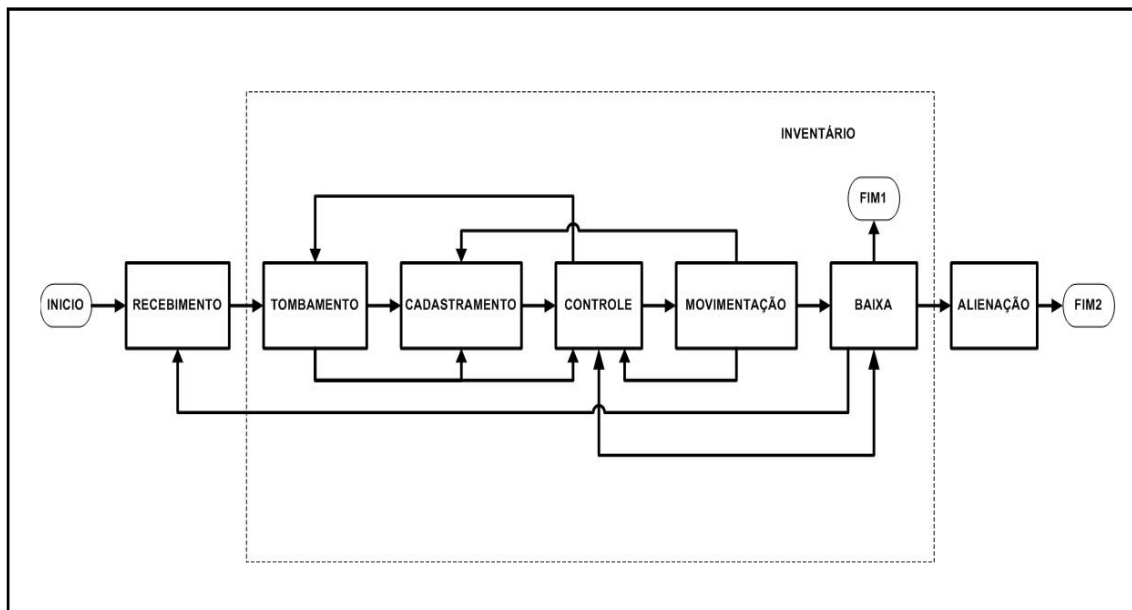 INVENTÁRIO
FIM1
INICIO
RECEBIMENTO
TOMBAMENTO
CADASTRAMENTO
CONTROLE
MOVIMENTAÇÃO
BAIXA
ALIENAÇÃO
FIM2